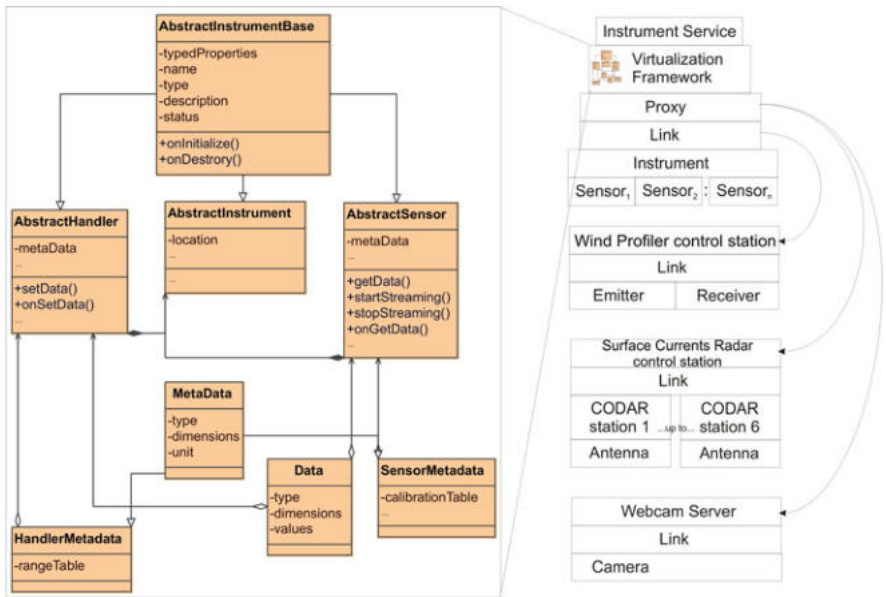 AbstractInstrumentBase
-typedProperties
-name
-type
-description
-status
+onInitialize()
+onDestrory()
AbstractHandler
-metaData
...
+setData()
+onSetData()
...
AbstractInstrument
-location
...
...
AbstractSensor
-metaData
...
+getData()
+startStreaming()
+stopStreaming()
+onGetData()
...
MetaData
-type
-dimensions
-unit
Data
-type
-dimensions
-values
SensorMetadata
-calibrationTable
...
HandlerMetadata
-rangeTable
Instrument Service
Virtualization
Framework
Proxy
Link
Instrument
Sensor1 Sensor2 : Sensorn
Wind Profiler control station
Link
Emitter Receiver
Surface Currents Radar
control station
Link
CODAR CODAR
station 1 ...up to... station 6
Antenna Antenna
Webcam Server
Link
Camera